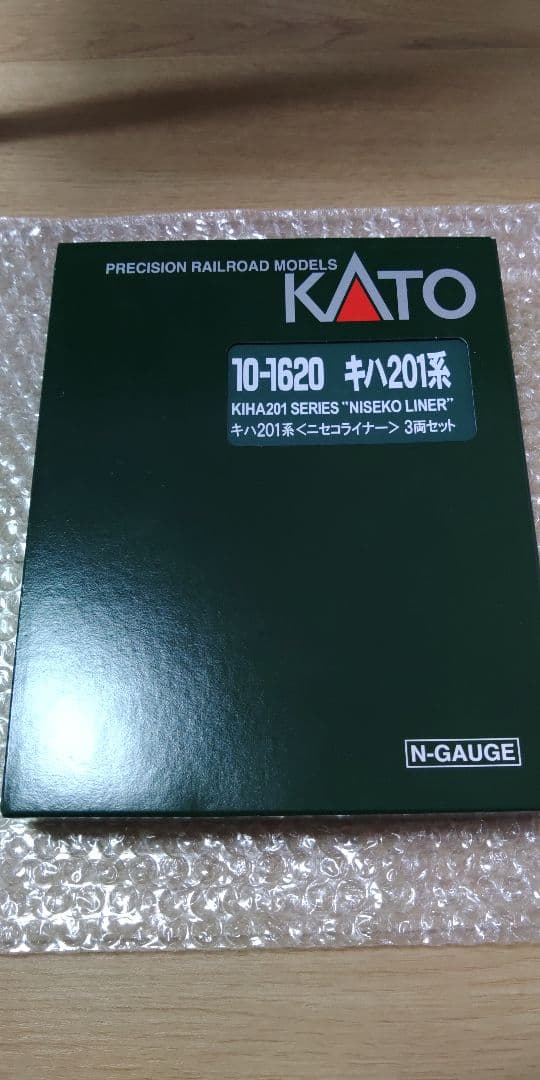 PRECISION RAILROAD MODELS
KATO
10-1620 キハ201系
KIHA201 SERIES "NISEKO LINER"
キハ201系<ニセコライナー> 3両セット
N-GAUGE